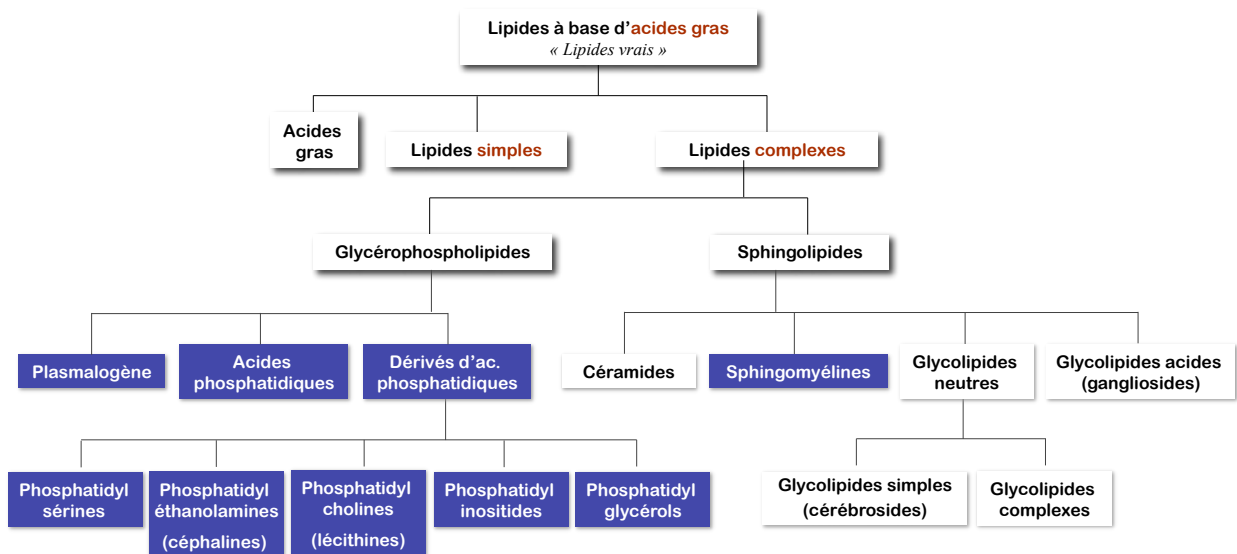 Lipides à base d'acides gras
« Lipides vrais »
Acides
gras
Lipides simples
Lipides complexes
Glycérophospholipides
Sphingolipides
Plasmalogène
Acides
phosphatidiques
Dérivés d'ac.
phosphatidiques
Céramides
Sphingomyélines
Glycolipides
neutres
Glycolipides acides
(gangliosides)
Phosphatidyl
sérines
Phosphatidyl
éthanolamines
(céphalines)
Phosphatidyl
cholines
(lécithines)
Phosphatidyl
inositides
Phosphatidyl
glycérols
Glycolipides simples
(cérébrosides)
Glycolipides
complexes